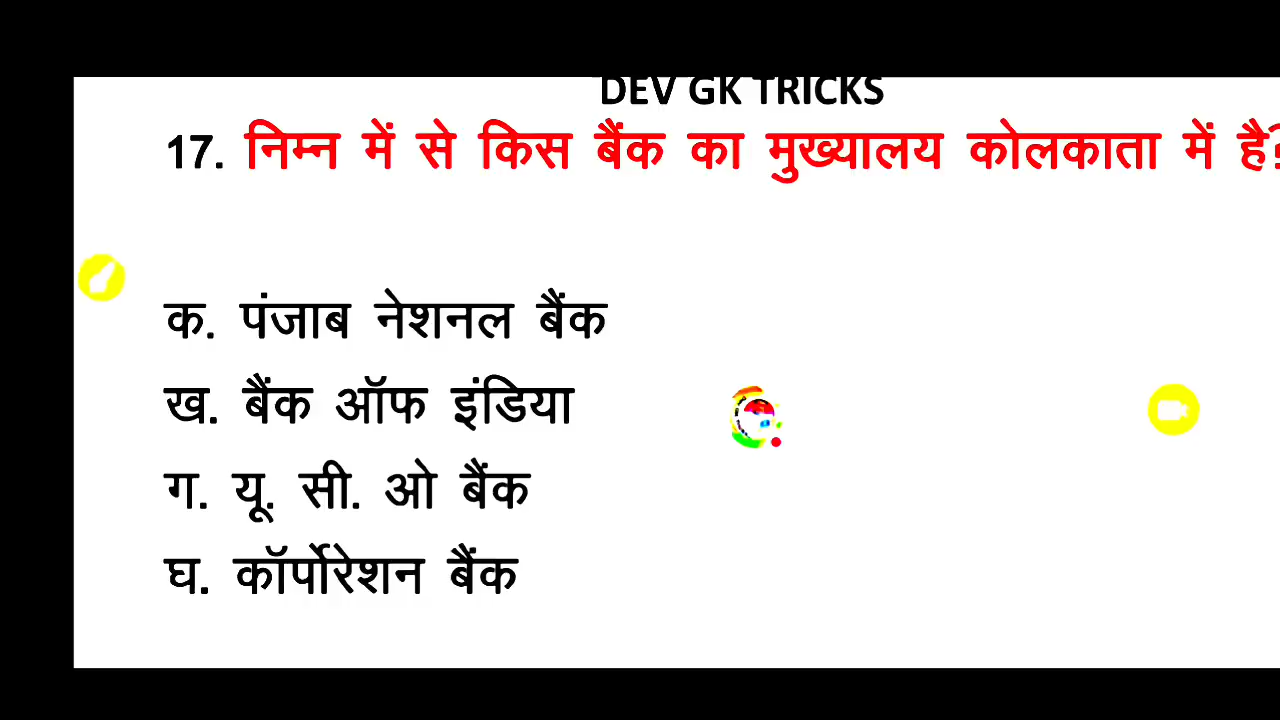 DEV GK TRICKS
17. निम्न में से किस बैंक का मुख्यालय कोलकाता में है?
क. पंजाब नेशनल बैंक
ख. बैंक ऑफ इंडिया
ग. यू. सी. ओ बैंक
घ. कॉर्पोरेशन बैंक